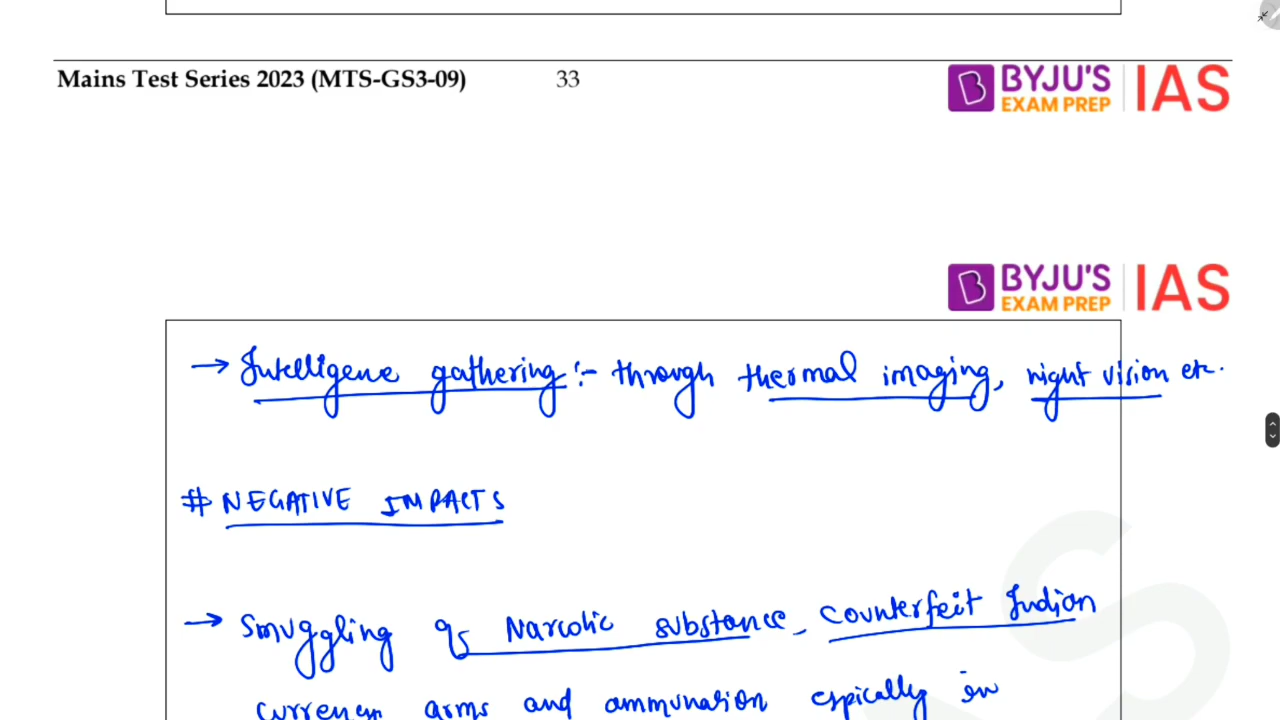 Mains Test Series 2023 (MTS-GS3-09) 33
BYJU'S EXAM PREP IAS
BYJU'S EXAM PREP IAS
→ Intelligene gathering :- through thermal imaging, night vision etc.
# NEGATIVE IMPACTS
→ Smuggling of Narcolic substance, counterfeit Indian
currency arms and ammunation espically in